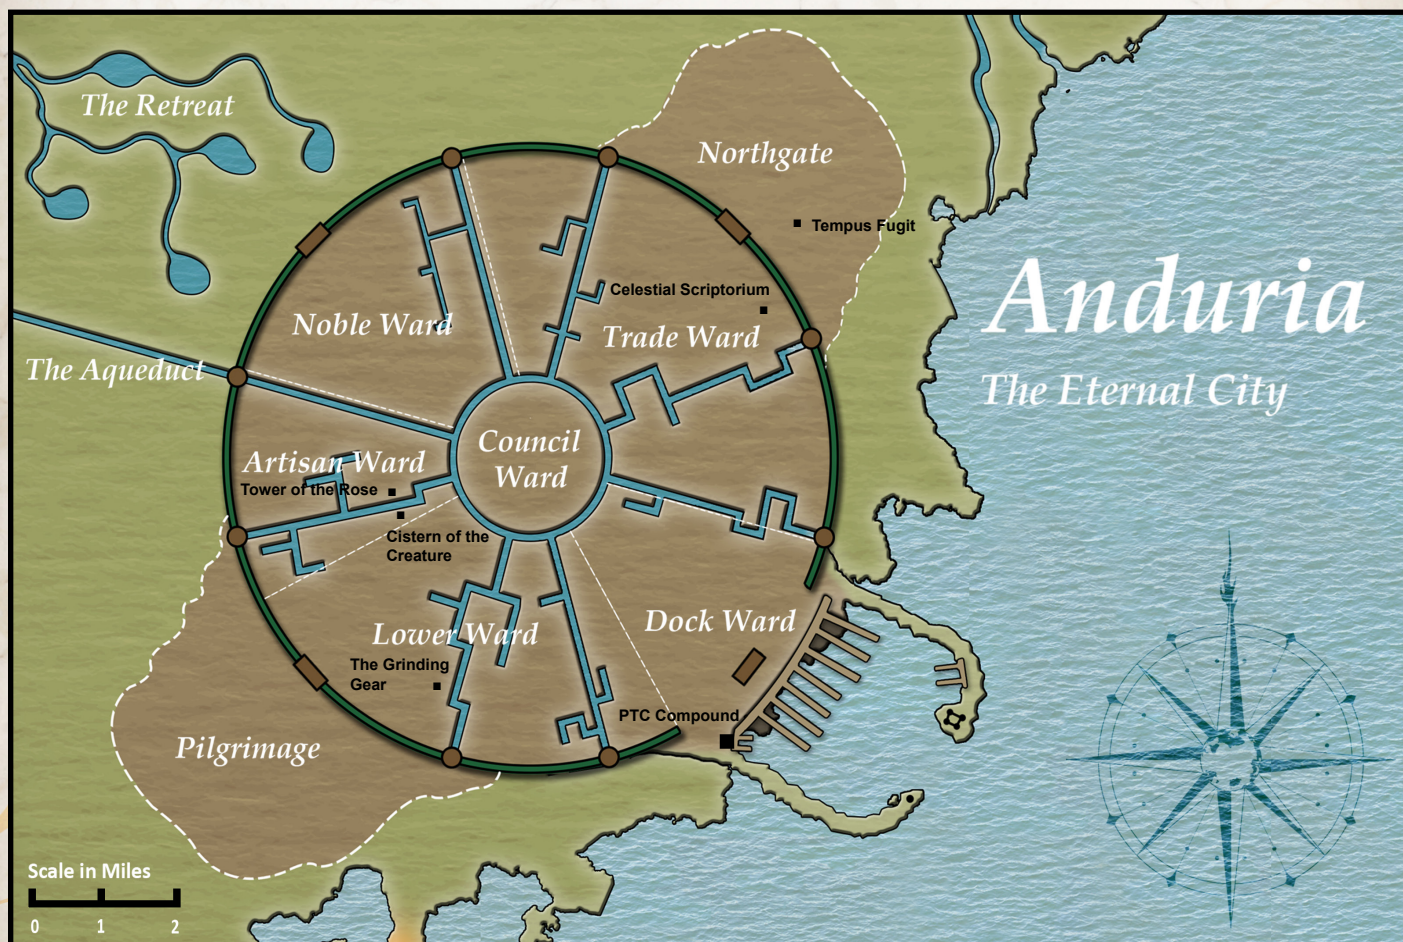 The Retreat
Northgate
Tempus Fugit
Celestial Scriptorium
Noble Ward
Trade Ward
Anduria
The Eternal City
The Aqueduct
Council
Ward
Artisan Ward
Tower of the Rose
Cistern of the
Creature
Lower Ward
Dock Ward
The Grinding
Gear
PTC Compound
Pilgrimage
Scale in Miles
0 1 2